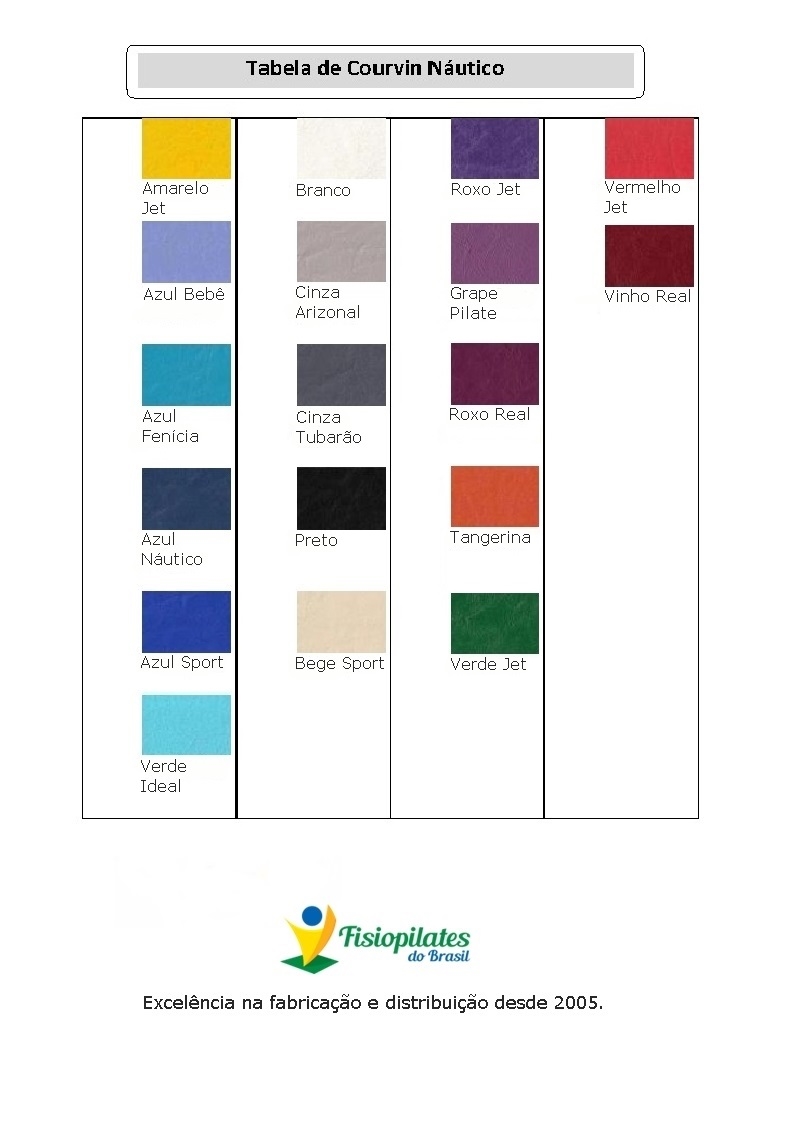 Tabela de Courvin Náutico
Amarelo
Jet
Azul Bebê
Azul
Fenícia
Azul
Náutico
Azul Sport
Verde
Ideal
Branco
Cinza
Arizonal
Cinza
Tubarão
Preto
Bege Sport
Roxo Jet
Grape
Pilate
Roxo Real
Tangerina
Verde Jet
Vermelho
Jet
Vinho Real
Fisiopilates
do Brasil
Excelência na fabricação e distribuição desde 2005.